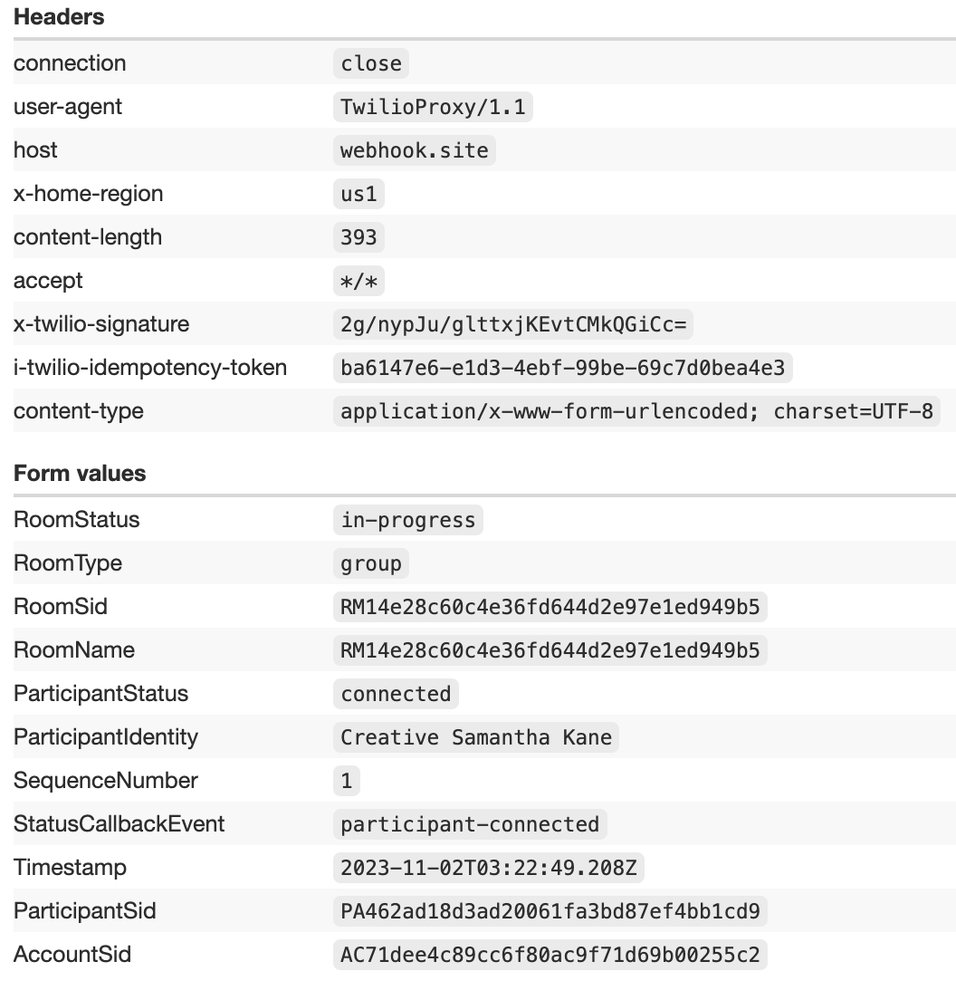 Headers
connection close
user-agent TwilioProxy/1.1
host webhook.site
x-home-region us1
content-length 393
accept */*
x-twilio-signature 2g/nypJu/glttxjKEvtCMkQGiCc=
i-twilio-idempotency-token ba6147e6-e1d3-4ebf-99be-69c7d0bea4e3
content-type application/x-www-form-urlencoded; charset=UTF-8
Form values
RoomStatus in-progress
RoomType group
RoomSid RM14e28c60c4e36fd644d2e97e1ed949b5
RoomName RM14e28c60c4e36fd644d2e97e1ed949b5
ParticipantStatus connected
ParticipantIdentity Creative Samantha Kane
SequenceNumber 1
StatusCallbackEvent participant-connected
Timestamp 2023-11-02T03:22:49.208Z
ParticipantSid PA462ad18d3ad20061fa3bd87ef4bb1cd9
AccountSid AC71dee4c89cc6f80ac9f71d69b00255c2